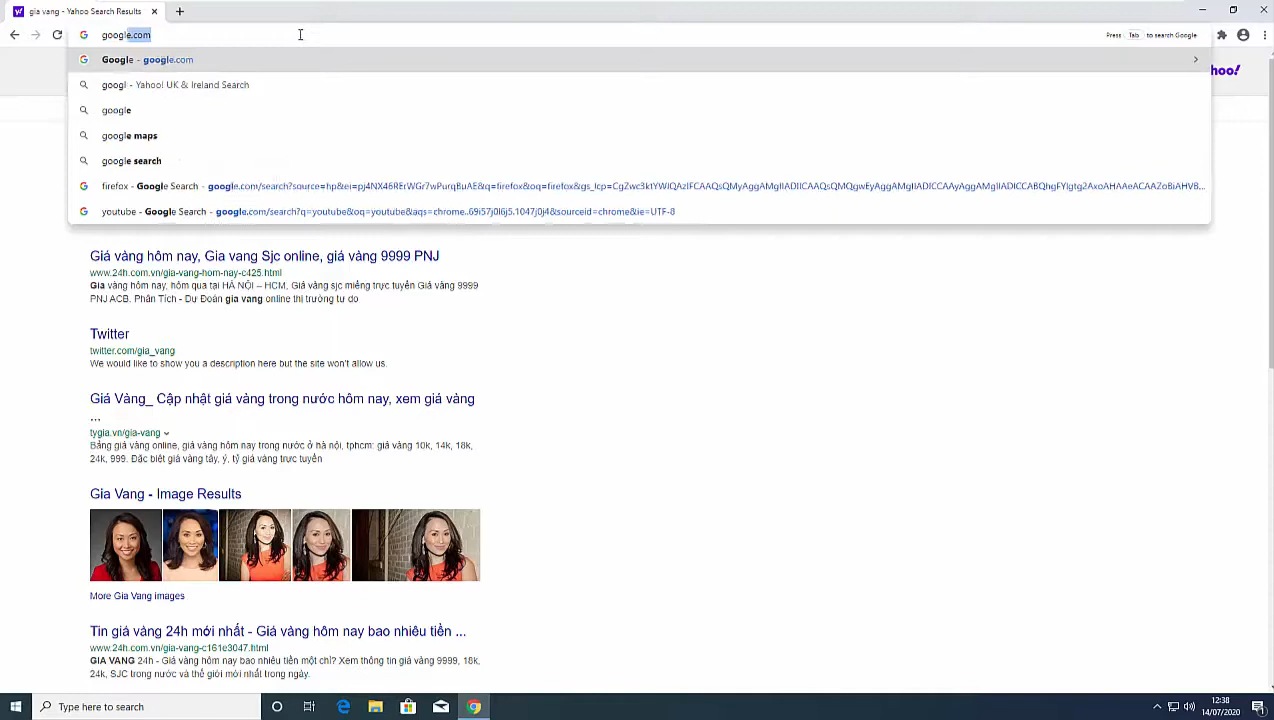 gia vang - Yahoo Search Results
google.com
Press Tab to search Google
Google - google.com
googl - Yahoo! UK & Ireland Search
google
google maps
google search
firefox - Google Search - google.com/search?source=hp&ei=pj4NX46RErWGr7wPurqBuAE&q=firefox&oq=firefox&gs_lcp=
youtube - Google Search - google.com/search?q=youtube&oq=youtube&aqs=chrome..69i57j0l6j5.1047j0j4&sourceid=chrome&ie=UTF-8
hoo!
Giá vàng hôm nay, Gia vang Sjc online, giá vàng 9999 PNJ
www.24h.com.vn/gia-vang-hom-nay-c425.html
Giá vàng hôm nay, hôm qua tại HÀ NỘI – HCM, Giá vàng sjc miếng trực tuyến Giá vàng 9999
PNJ ACB. Phân Tích - Dự Đoán gia vang online thị trường tự do
Twitter
twitter.com/gia_vang
We would like to show you a description here but the site won't allow us.
Giá Vàng_ Cập nhật giá vàng trong nước hôm nay, xem giá vàng
...
tygia.vn/gia-vang
Bảng giá vàng online, giá vàng hôm nay trong nước ở hà nội, tphcm: giá vàng 10k, 14k, 18k,
24k, 999. Đặc biệt giá vàng tây, ý, tỷ giá vàng trực tuyến
Gia Vang - Image Results
More Gia Vang images
Tin giá vàng 24h mới nhất - Giá vàng hôm nay bao nhiêu tiền ...
www.24h.com.vn/gia-vang-c161e3047.html
GIA VANG 24h - Giá vàng hôm nay bao nhiêu tiền một chỉ? Xem thông tin giá vàng 9999, 18k,
24k, SJC trong nước và thế giới mới nhất trong ngày.
Type here to search
12:38
14/07/2020